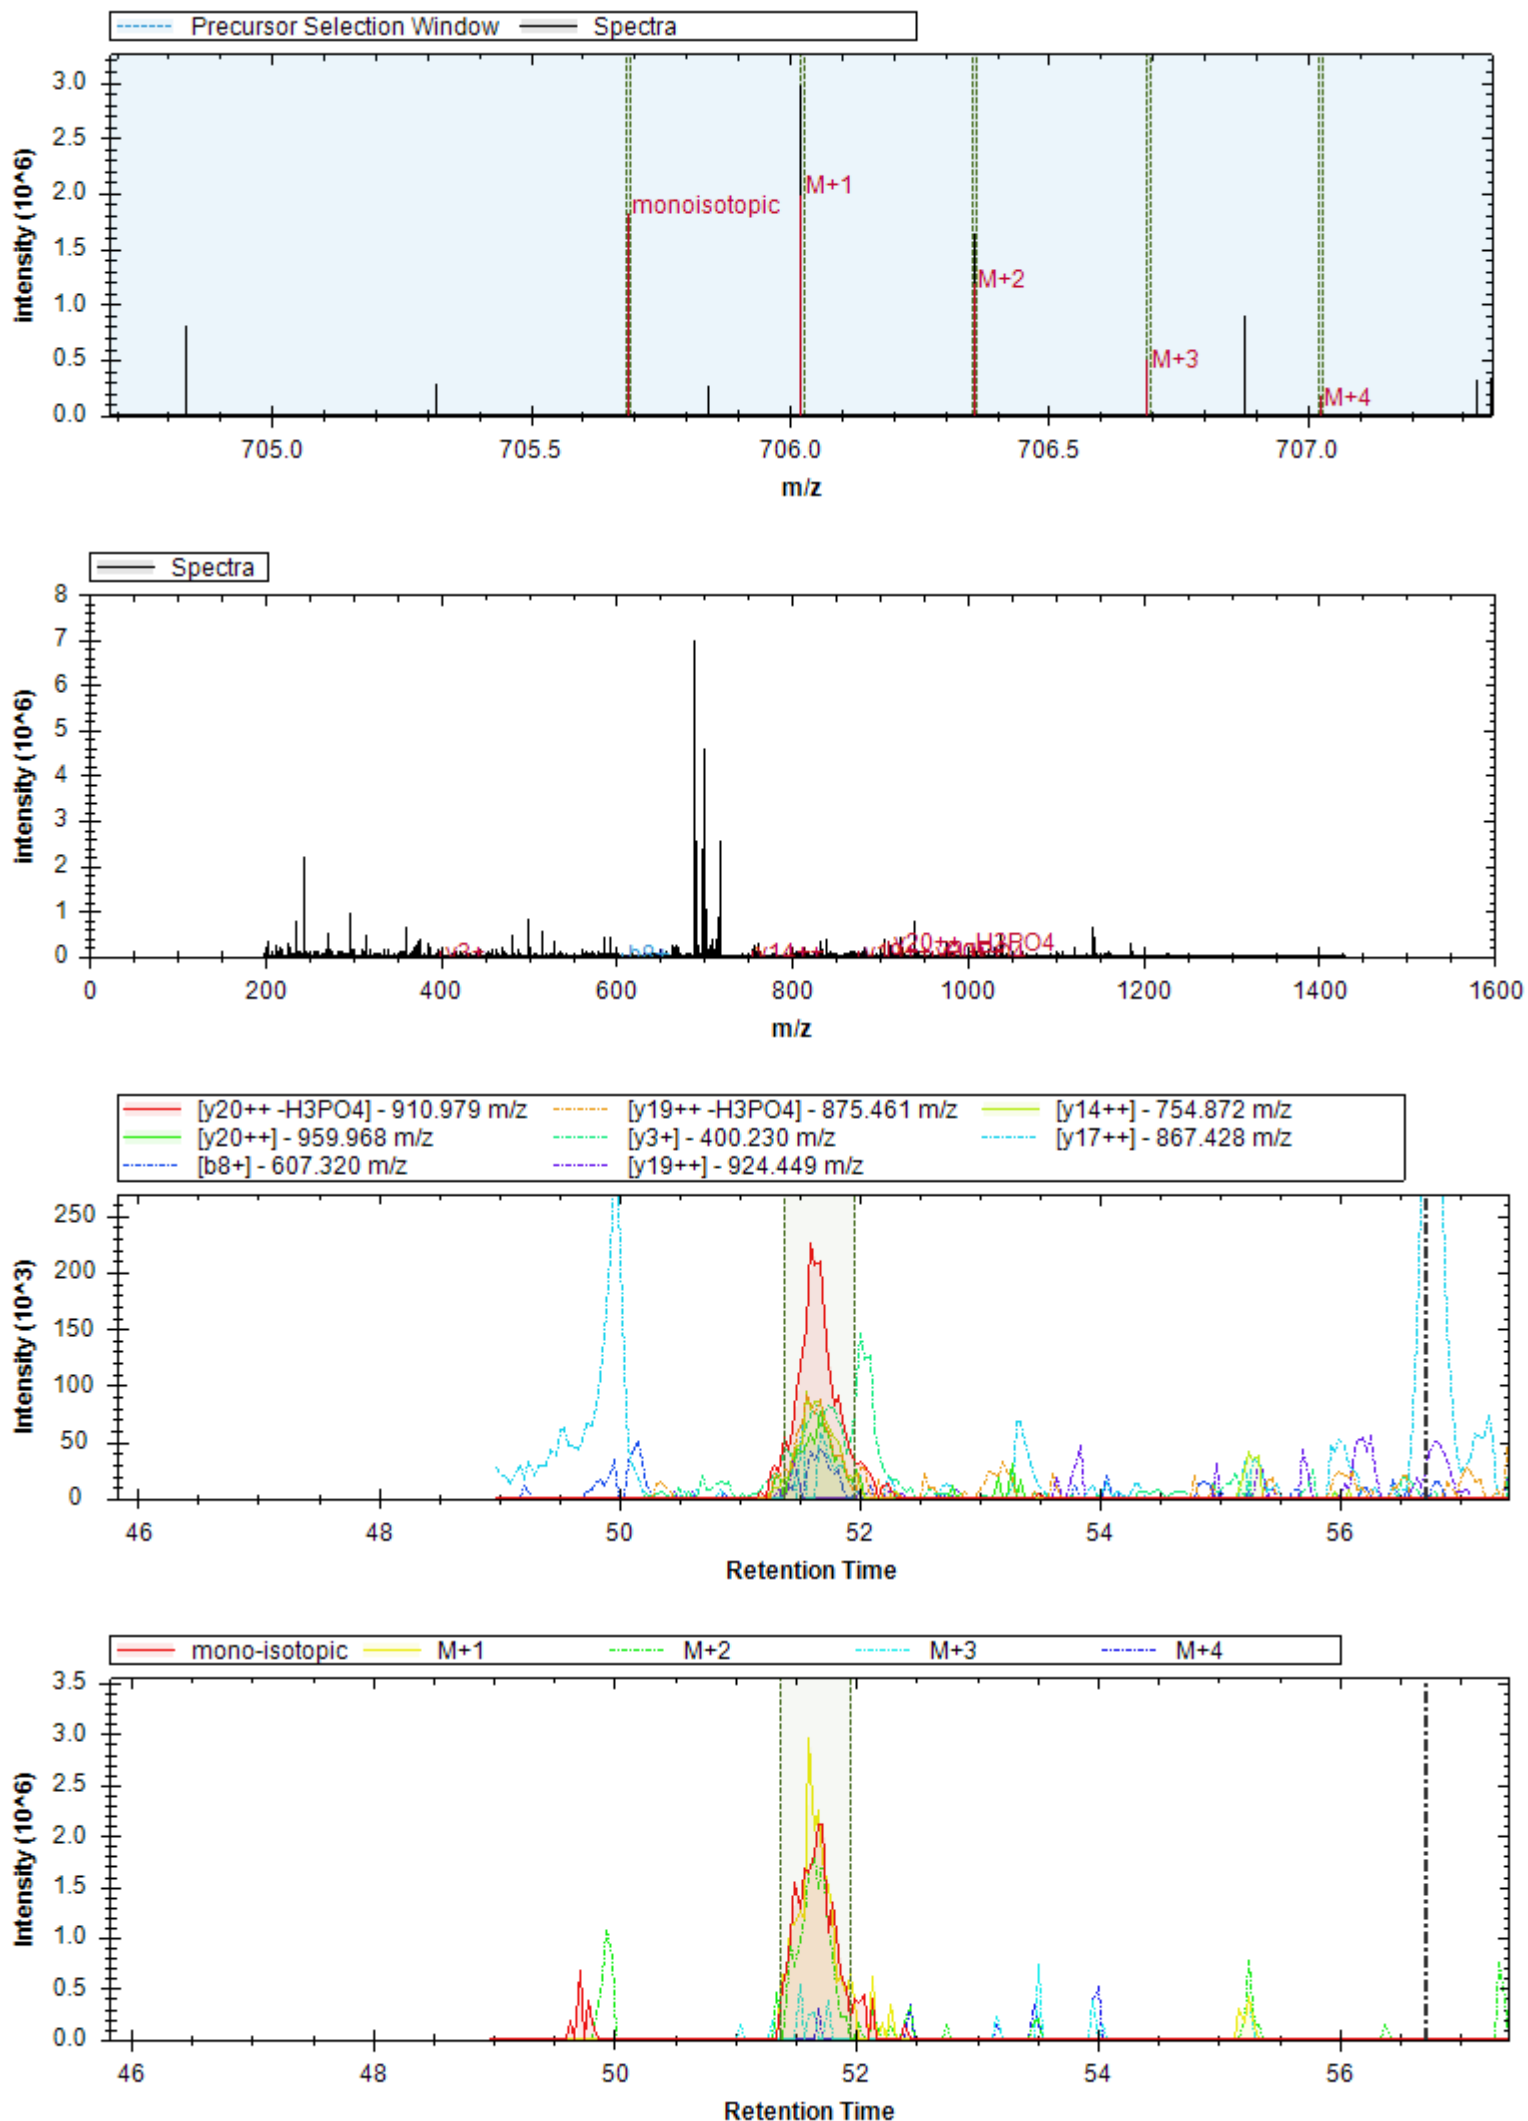 Precursor Selection Window Spectra
intensity (10^6)
3.0
2.5
2.0
1.5
1.0
0.5
0.0
monoisotopic
M+1
M+2
M+3
M+4
705.0 705.5 706.0 706.5 707.0
m/z
Spectra
intensity (10^6)
8
7
6
5
4
3
2
1
0
y3+ b8+ y14++ y20++ -H3PO4
0 200 400 600 800 1000 1200 1400 1600
m/z
[y20++ -H3PO4] - 910.979 m/z [y19++ -H3PO4] - 875.461 m/z [y14++] - 754.872 m/z
[y20++] - 959.968 m/z [y3+] - 400.230 m/z [y17++] - 867.428 m/z
[b8+] - 607.320 m/z [y19++] - 924.449 m/z
Intensity (10^3)
250
200
150
100
50
0
46 48 50 52 54 56
Retention Time
mono-isotopic M+1 M+2 M+3 M+4
Intensity (10^6)
3.5
3.0
2.5
2.0
1.5
1.0
0.5
0.0
46 48 50 52 54 56
Retention Time